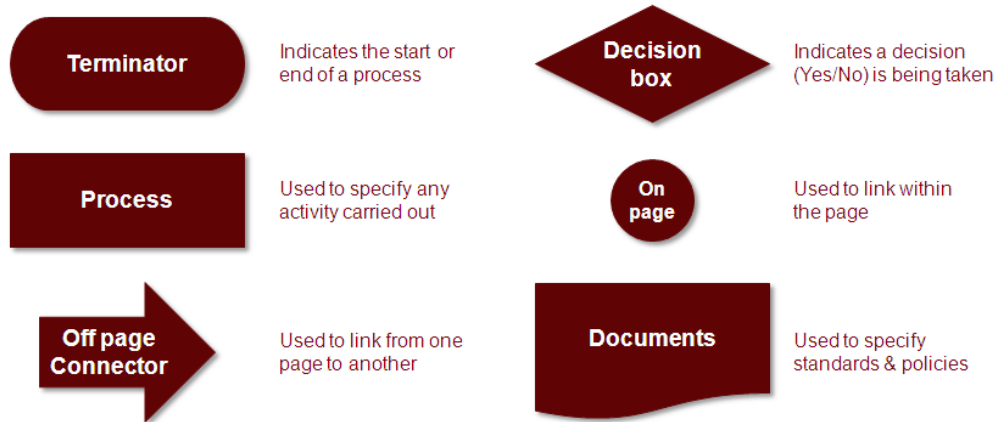 Terminator
Indicates the start or
end of a process
Decision
box
Indicates a decision
(Yes/No) is being taken
Process
Used to specify any
activity carried out
On
page
Used to link within
the page
Off page
Connector
Used to link from one
page to another
Documents
Used to specify
standards & policies